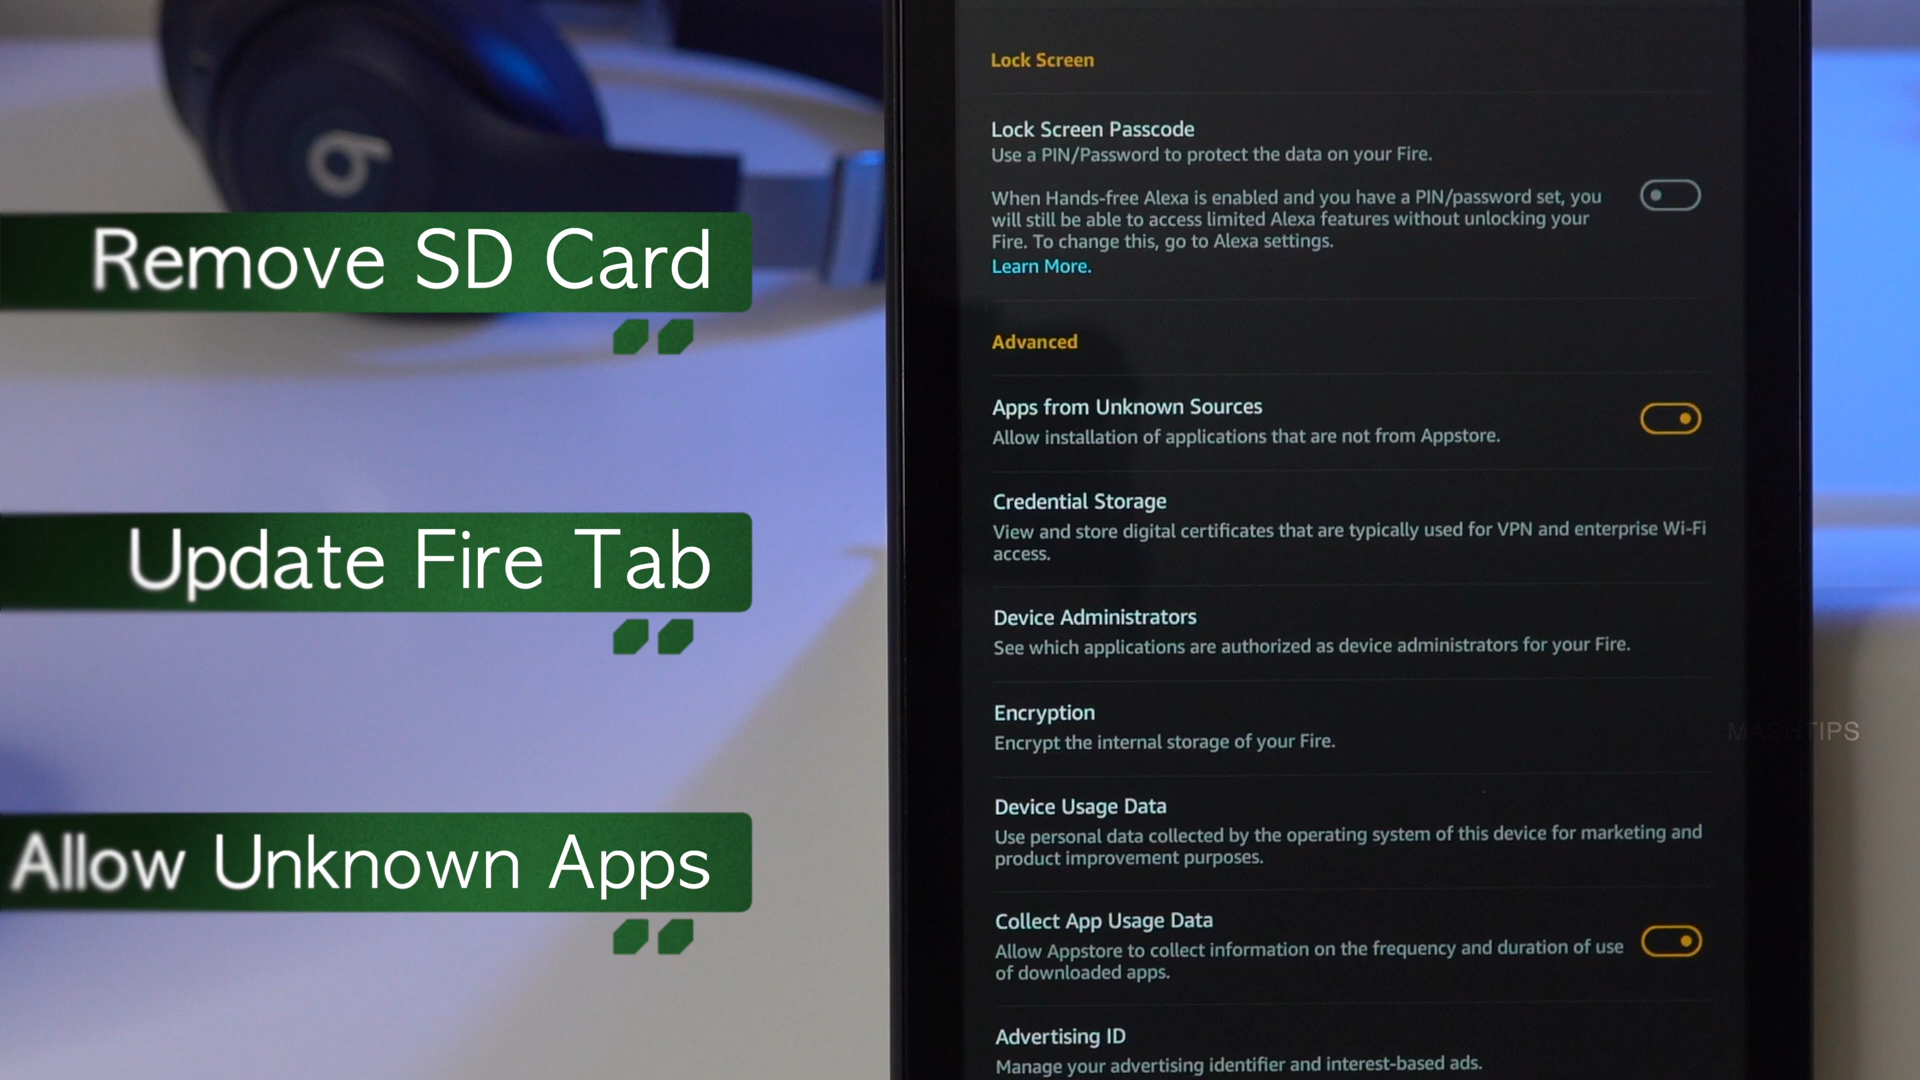 Remove SD Card
Update Fire Tab
Allow Unknown Apps
Lock Screen
Lock Screen Passcode
Use a PIN/Password to protect the data on your Fire.
When Hands-free Alexa is enabled and you have a PIN/password set, you
will still be able to access limited Alexa features without unlocking your
Fire. To change this, go to Alexa settings.
Learn More.
Advanced
Apps from Unknown Sources
Allow installation of applications that are not from Appstore.
Credential Storage
View and store digital certificates that are typically used for VPN and enterprise Wi-Fi
access.
Device Administrators
See which applications are authorized as device administrators for your Fire.
Encryption
Encrypt the internal storage of your Fire.
Device Usage Data
Use personal data collected by the operating system of this device for marketing and
product improvement purposes.
Collect App Usage Data
Allow Appstore to collect information on the frequency and duration of use
of downloaded apps.
Advertising ID
Manage your advertising identifier and interest-based ads.
MASHTIPS